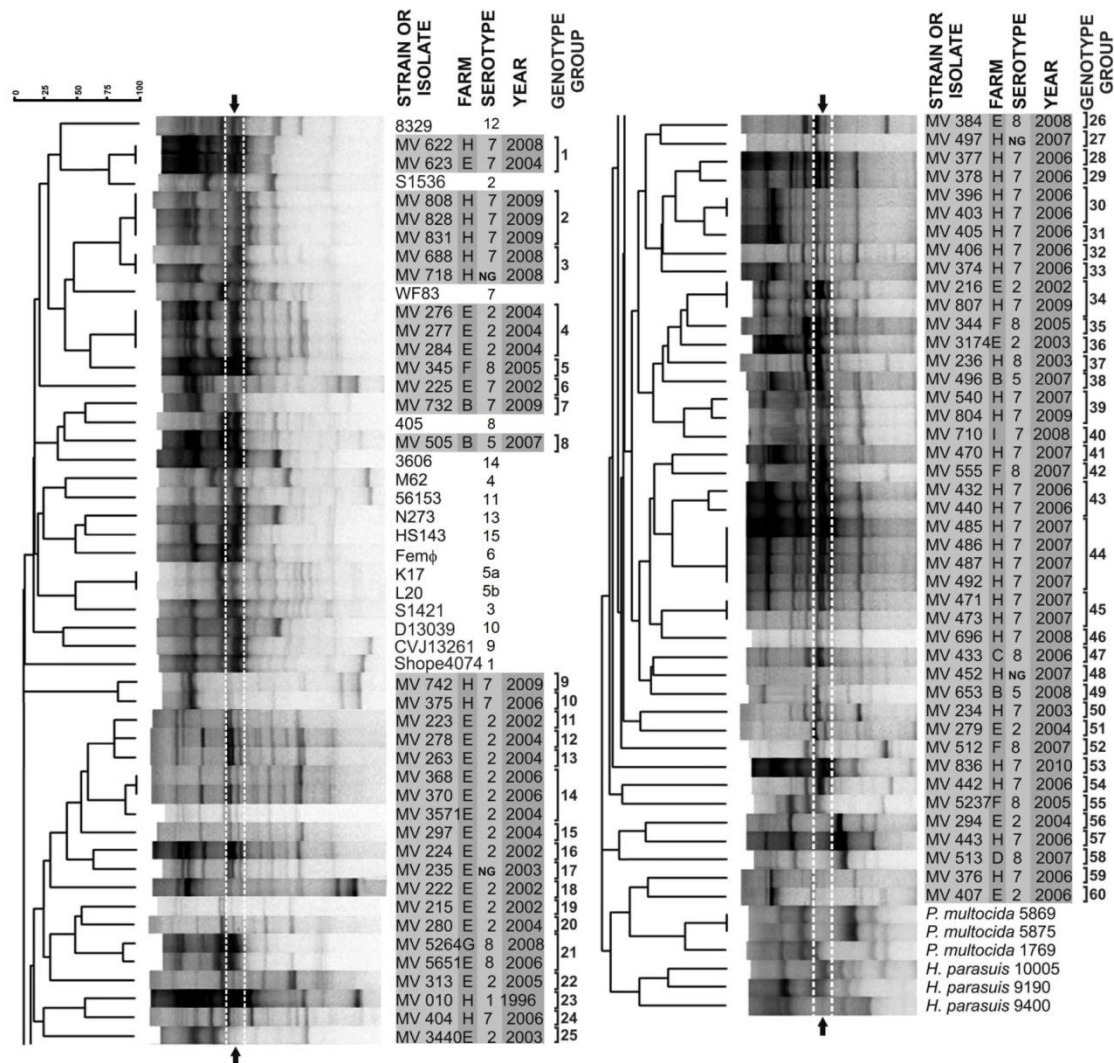 STRAIN OR ISOLATE FARM SEROTYPE YEAR GENOTYPE GROUP
0 25 50 75 100
8329 12
MV 622 H 7 2008
MV 623 E 7 2004
1
S1536 2
MV 808 H 7 2009
MV 828 H 7 2009
MV 831 H 7 2009
2
MV 688 H 7 2008
MV 718 H NG 2008
3
WF83 7
MV 276 E 2 2004
MV 277 E 2 2004
MV 284 E 2 2004
4
MV 345 F 8 2005 5
MV 225 E 7 2002 6
MV 732 B 7 2009 7
405 8
MV 505 B 5 2007 8
3606 14
M62 4
56153 11
N273 13
HS143 15
Femϕ 6
K17 5a
L20 5b
S1421 3
D13039 10
CVJ13261 9
Shope4074 1
MV 742 H 7 2009 9
MV 375 H 7 2006 10
MV 223 E 2 2002 11
MV 278 E 2 2004 12
MV 263 E 2 2004 13
MV 368 E 2 2006
MV 370 E 2 2006
MV 3571 E 2 2004
14
MV 297 E 2 2004 15
MV 224 E 2 2002 16
MV 235 E NG 2003 17
MV 222 E 2 2002 18
MV 215 E 2 2002 19
MV 280 E 2 2004 20
MV 5264 G 8 2008
MV 5651 E 8 2006
21
MV 313 E 2 2005 22
MV 010 H 1 1996 23
MV 404 H 7 2006 24
MV 3440 E 2 2003 25
STRAIN OR ISOLATE FARM SEROTYPE YEAR GENOTYPE GROUP
MV 384 E 8 2008 26
MV 497 H NG 2007 27
MV 377 H 7 2006 28
MV 378 H 7 2006 29
MV 396 H 7 2006
MV 403 H 7 2006
30
MV 405 H 7 2006 31
MV 406 H 7 2006 32
MV 374 H 7 2006 33
MV 216 E 2 2002
MV 807 H 7 2009
34
MV 344 F 8 2005 35
MV 3174 E 2 2003 36
MV 236 H 8 2003 37
MV 496 B 5 2007 38
MV 540 H 7 2007
MV 804 H 7 2009
39
MV 710 I 7 2008 40
MV 470 H 7 2007 41
MV 555 F 8 2007 42
MV 432 H 7 2006
MV 440 H 7 2006
43
MV 485 H 7 2007
MV 486 H 7 2007
MV 487 H 7 2007
MV 492 H 7 2007
44
MV 471 H 7 2007
MV 473 H 7 2007
45
MV 696 H 7 2008 46
MV 433 C 8 2006 47
MV 452 H NG 2007 48
MV 653 B 5 2008 49
MV 234 H 7 2003 50
MV 279 E 2 2004 51
MV 512 F 8 2007 52
MV 836 H 7 2010 53
MV 442 H 7 2006 54
MV 5237 F 8 2005 55
MV 294 E 2 2004 56
MV 443 H 7 2006 57
MV 513 D 8 2007 58
MV 376 H 7 2006 59
MV 407 E 2 2006 60
P. multocida 5869
P. multocida 5875
P. multocida 1769
H. parasuis 10005
H. parasuis 9190
H. parasuis 9400